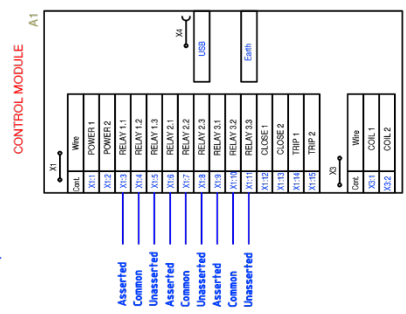 CONTROL MODULE
A1
X4
USB
Earth
X1
Cont. Wire
X1:1 POWER 1
X1:2 POWER 2
X1:3 RELAY 1.1
X1:4 RELAY 1.2
X1:5 RELAY 1.3
X1:6 RELAY 2.1
X1:7 RELAY 2.2
X1:8 RELAY 2.3
X1:9 RELAY 3.1
X1:10 RELAY 3.2
X1:11 RELAY 3.3
X1:12 CLOSE 1
X1:13 CLOSE 2
X1:14 TRIP 1
X1:15 TRIP 2
X3
Cont. Wire
X3:1 COIL 1
X3:2 COIL 2
Asserted
Common
Unasserted
Asserted
Common
Unasserted
Asserted
Common
Unasserted